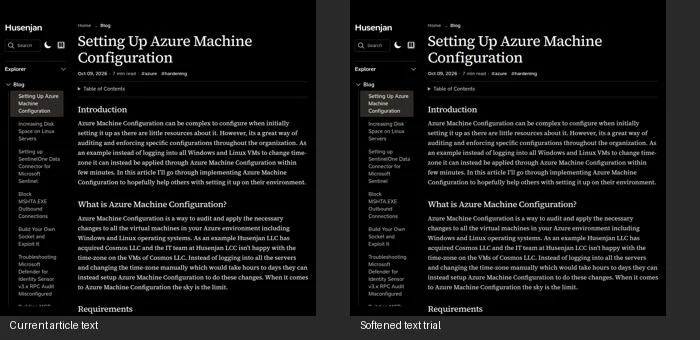 Husenjan
Search
Explorer
Blog
Setting Up Azure
Machine
Configuration
Increasing Disk
Space on Linux
Servers
Setting up
SentinelOne Data
Connector for
Microsoft
Sentinel
Block
MSHTA.EXE
Outbound
Connections
Build Your Own
Socket and
Exploit It
Troubleshooting
Microsoft
Defender for
Identity Sensor
v3.x RPC Audit
Misconfigured
Home → Blog
Setting Up Azure Machine
Configuration
Oct 09, 2026 · 7 min read · #azure #hardening
Table of Contents
Introduction
Azure Machine Configuration can be complex to configure when initially
setting it up as there are little resources about it. However, its a great way of
auditing and enforcing specific configurations throughout the organization. As
an example instead of logging into all Windows and Linux VMs to change time-
zone it can instead be applied through Azure Machine Configuration within
few minutes. In this article I'll go through implementing Azure Machine
Configuration to hopefully help others with setting it up on their environment.
What is Azure Machine Configuration?
Azure Machine Configuration is a way to audit and apply the necessary
changes to all the virtual machines in your Azure environment including
Windows and Linux operating systems. As an example Husenjan LLC has
acquired Cosmos LLC and the IT team at Husenjan LCC isn't happy with the
time-zone on the VMs of Cosmos LLC. Instead of logging in to all the devices
and changing the time-zone manually which would take hours to days they can
instead setup Azure Machine Configuration to do these changes. When it comes
to Azure Machine Configuration the sky is the limit.
Requirements
Current article text
Husenjan
Search
Explorer
Blog
Setting Up Azure
Machine
Configuration
Increasing Disk
Space on Linux
Servers
Setting up
SentinelOne Data
Connector for
Microsoft
Sentinel
Block
MSHTA.EXE
Outbound
Connections
Build Your Own
Socket and
Exploit It
Troubleshooting
Microsoft
Defender for
Identity Sensor
v3.x RPC Audit
Misconfigured
Home → Blog
Setting Up Azure Machine
Configuration
Oct 09, 2026 · 7 min read · #azure #hardening
Table of Contents
Introduction
Azure Machine Configuration can be complex to configure when initially
setting it up as there are little resources about it. However, its a great way of
auditing and enforcing specific configurations throughout the organization. As
an example instead of logging into all Windows and Linux VMs to change time-
zone it can instead be applied through Azure Machine Configuration within
few minutes. In this article I'll go through implementing Azure Machine
Configuration to hopefully help others with setting it up on their environment.
What is Azure Machine Configuration?
Azure Machine Configuration is a way to audit and apply the necessary
changes to all the virtual machines in your Azure environment including
Windows and Linux operating systems. As an example Husenjan LLC has
acquired Cosmos LLC and the IT team at Husenjan LCC isn't happy with the
time-zone on the VMs of Cosmos LLC. Instead of logging in to all the devices
and changing the time-zone manually which would take hours to days they can
instead setup Azure Machine Configuration to do these changes. When it comes
to Azure Machine Configuration the sky is the limit.
Requirements
Softened text trial